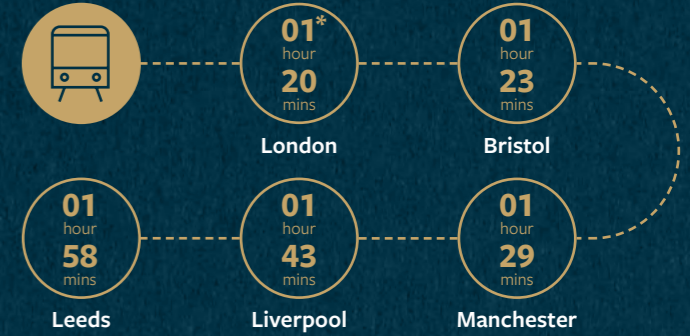 01*
hour
20
mins
London
01
hour
23
mins
Bristol
01
hour
29
mins
Manchester
01
hour
43
mins
Liverpool
01
hour
58
mins
Leeds